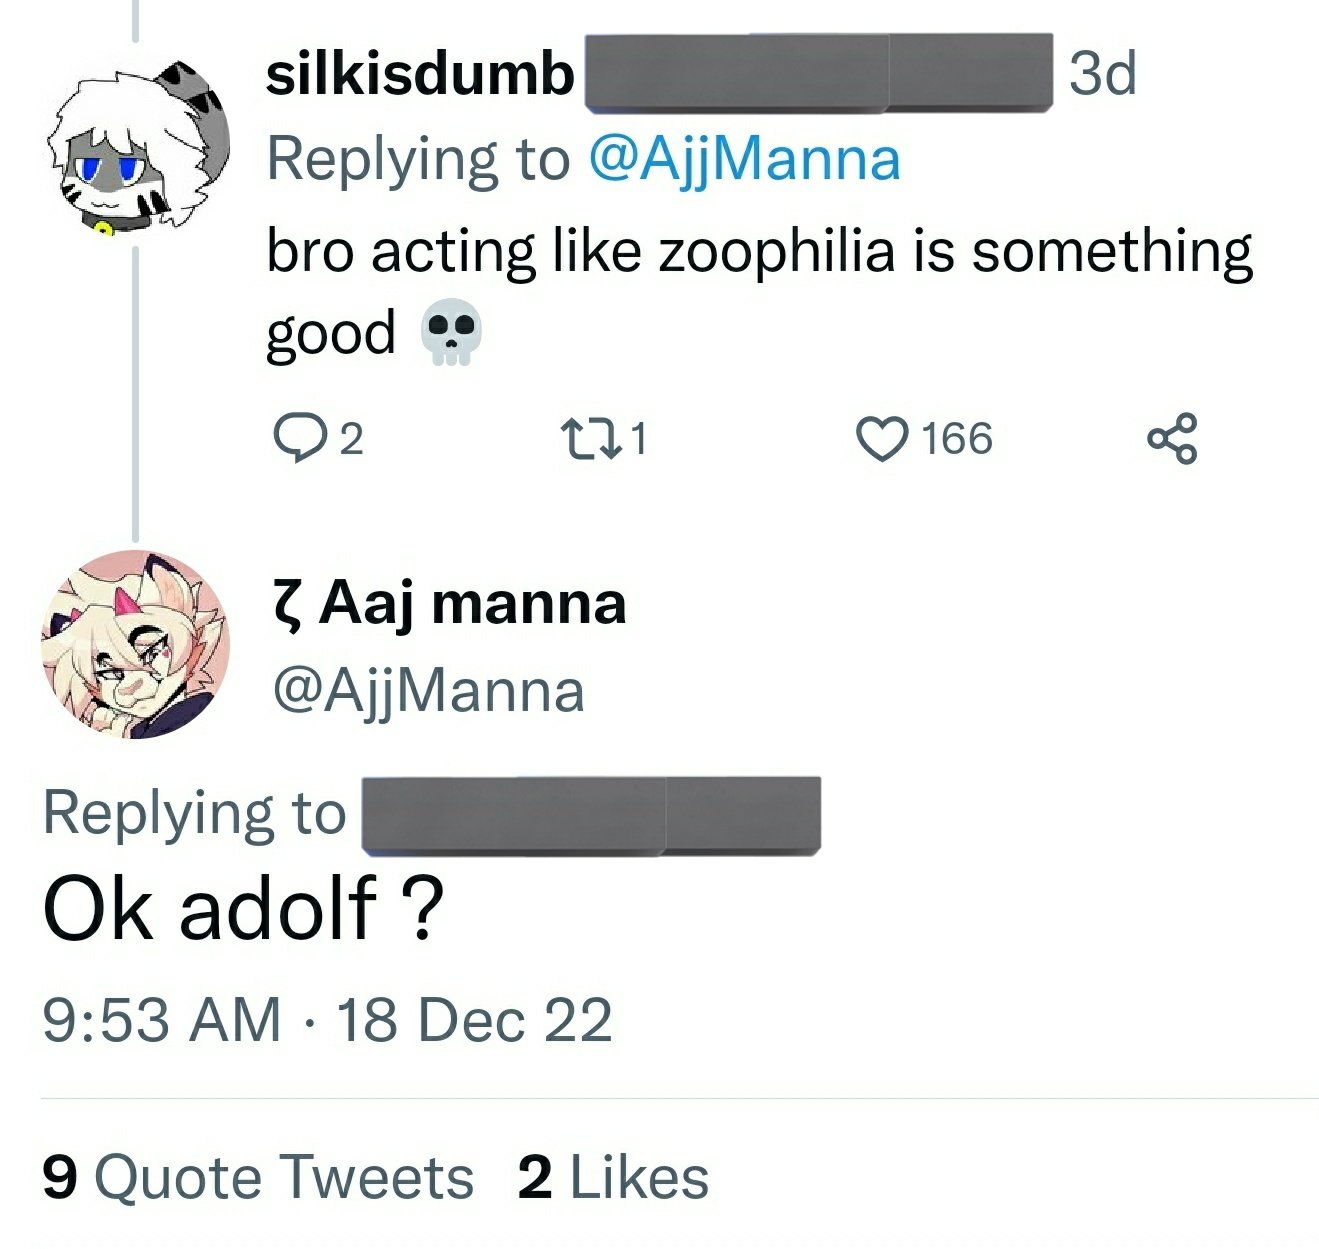 silkisdumb 3d
Replying to @AjjManna
bro acting like zoophilia is something
good 💀
2 1 166
ζ Aaj manna
@AjjManna
Replying to
Ok adolf ?
9:53 AM · 18 Dec 22
9 Quote Tweets 2 Likes